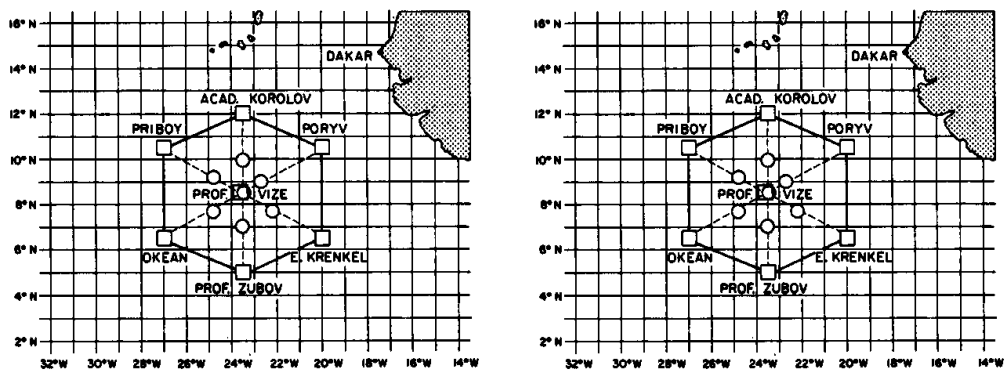 16° N
14° N
12° N
10° N
8° N
6° N
4° N
2° N
32°W 28°W 26°W 24°W 22°W 20°W 18°W 16°W 14°W
DAKAR
ACAD. KOROLOV
PRIBOY
PORYV
PROF. VIZE
OKEAN
E. KRENKEL
PROF. ZUBOV
16° N
14° N
12° N
10° N
8° N
6° N
4° N
2° N
32°W 28°W 26°W 24°W 22°W 20°W 18°W 16°W 14°W
DAKAR
ACAD. KOROLOV
PRIBOY
PORYV
PROF. VIZE
OKEAN
E. KRENKEL
PROF. ZUBOV